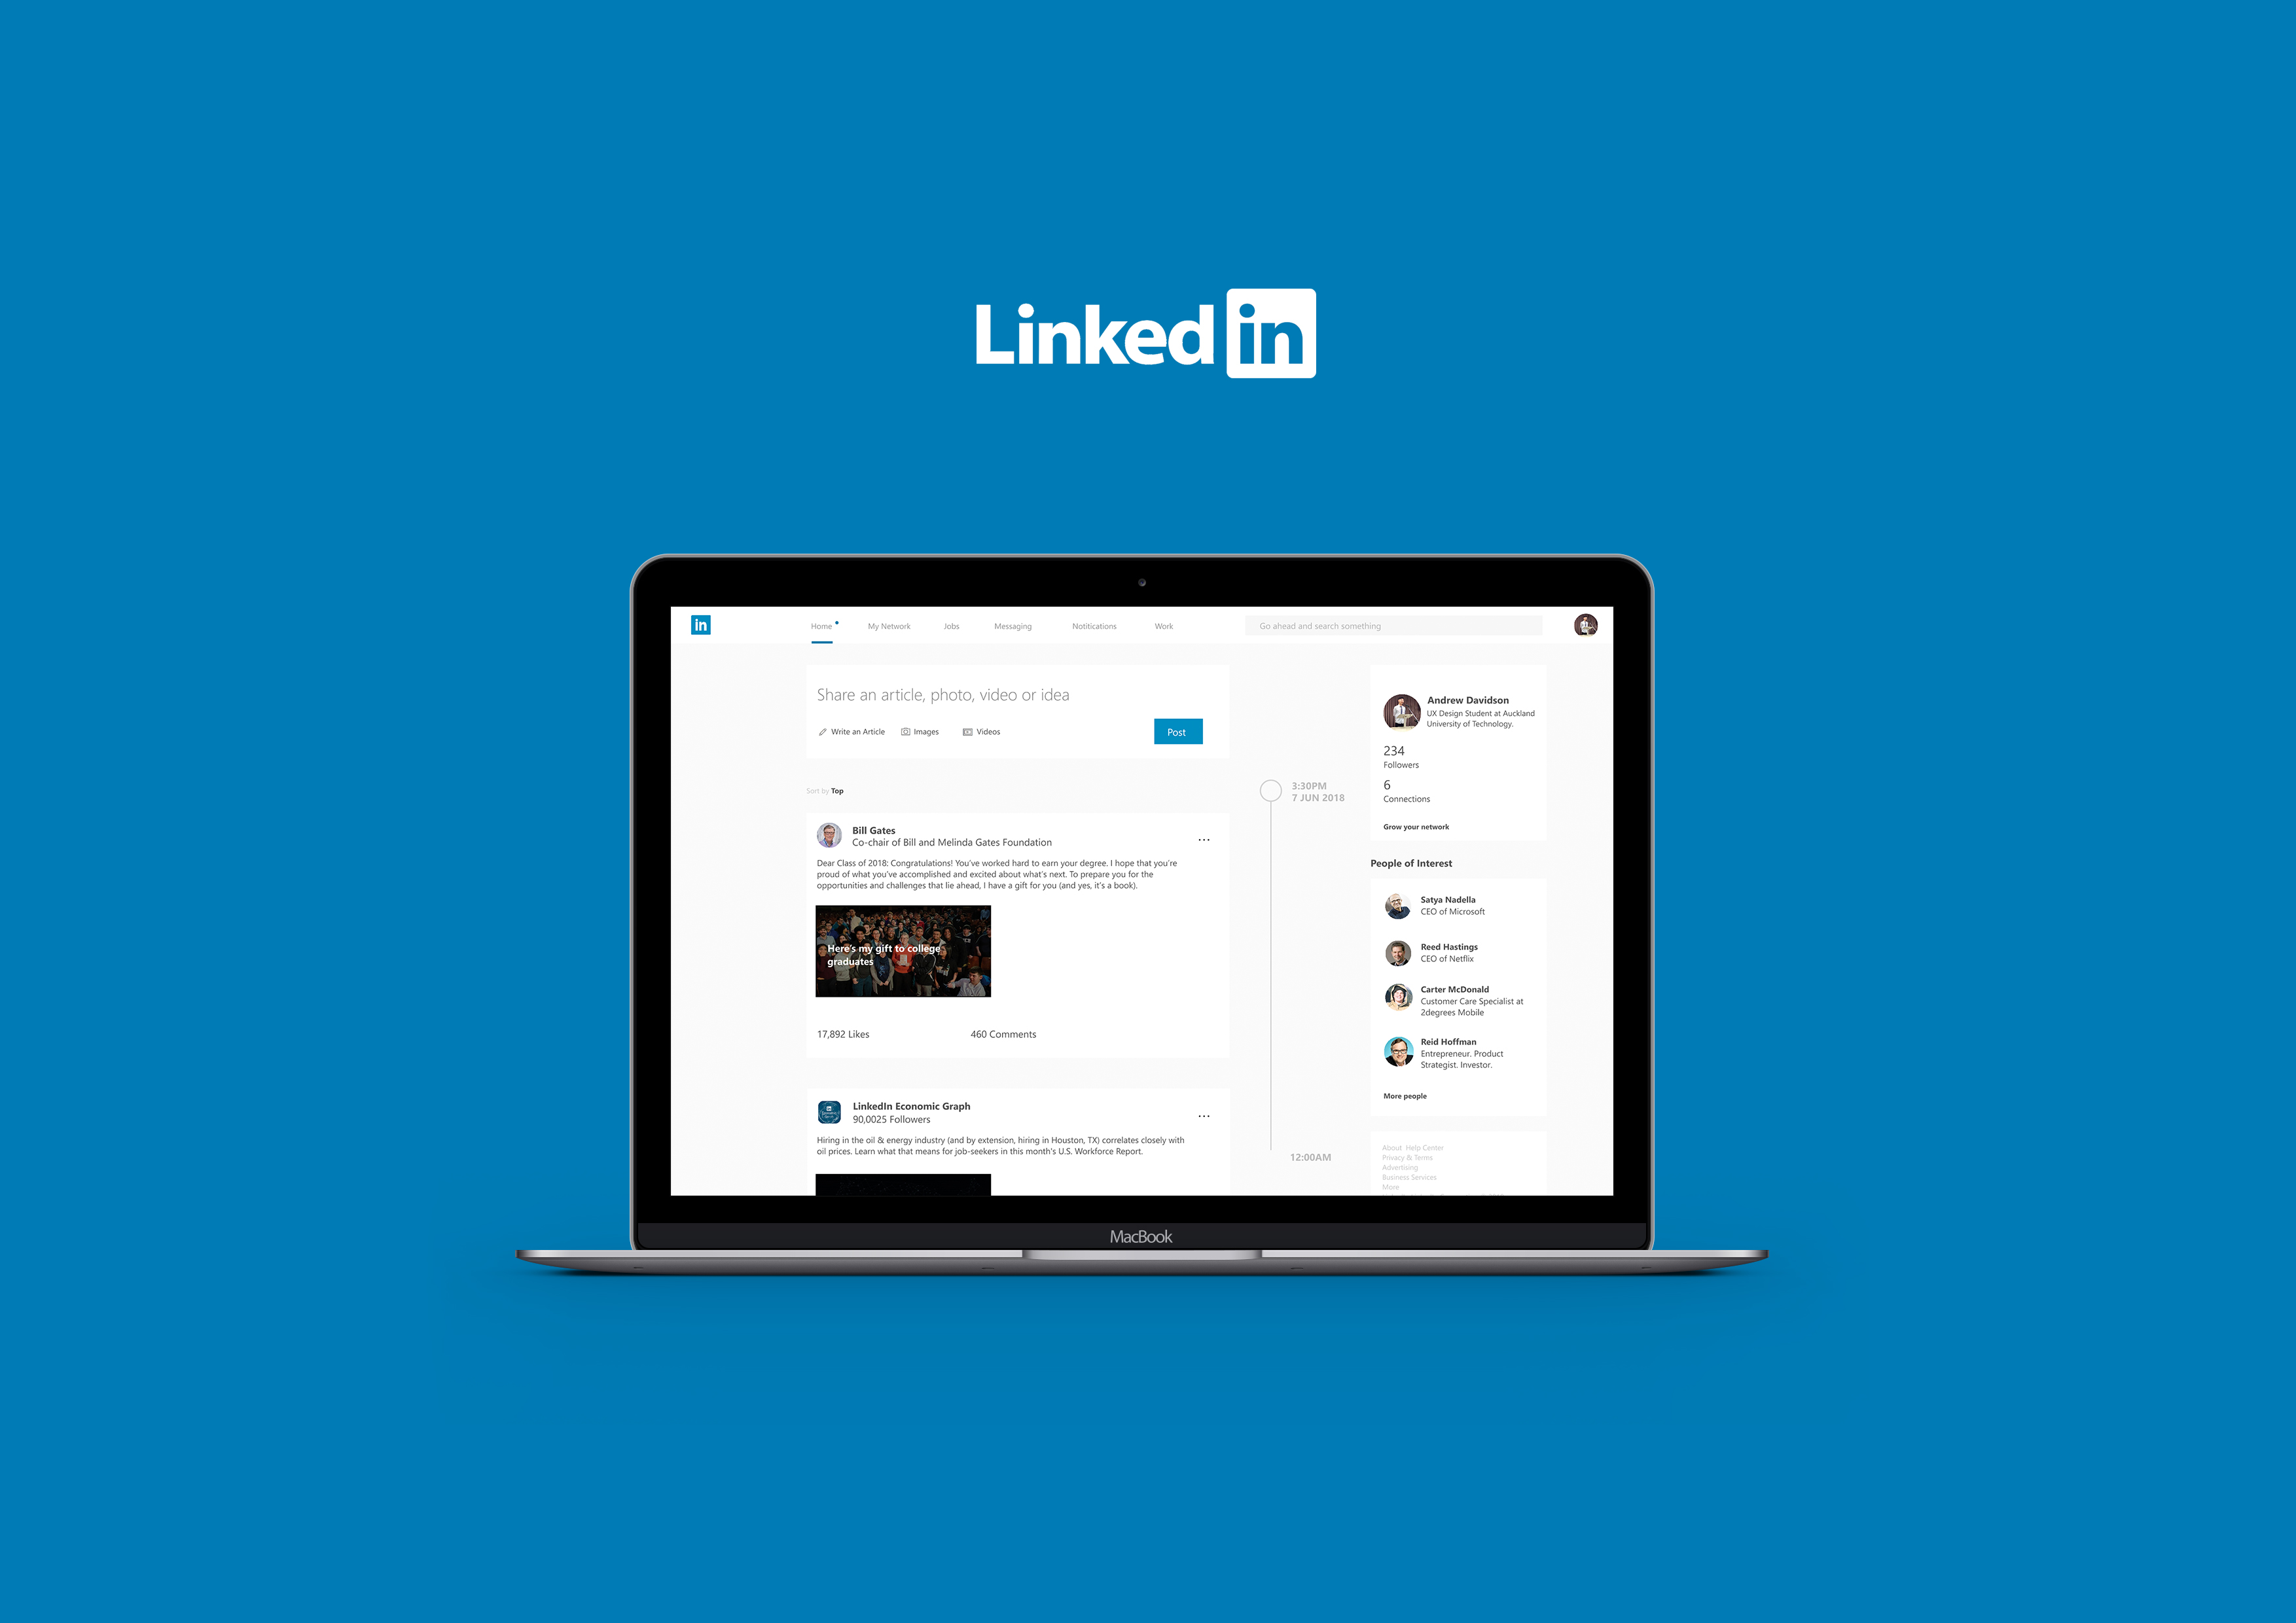 Linkedin
in
Home
My Network
Jobs
Messaging
Notitications
Work
Go ahead and search something
Share an article, photo, video or idea
Write an Article
Images
Videos
Post
Sort by Top
Bill Gates
Co-chair of Bill and Melinda Gates Foundation
...
Dear Class of 2018: Congratulations! You've worked hard to earn your degree. I hope that you're
proud of what you've accomplished and excited about what's next. To prepare you for the
opportunities and challenges that lie ahead, I have a gift for you (and yes, it's a book).
Here's my gift to college
graduates
17,892 Likes
460 Comments
LinkedIn Economic Graph
90,0025 Followers
...
Hiring in the oil & energy industry (and by extension, hiring in Houston, TX) correlates closely with
oil prices. Learn what that means for job-seekers in this month's U.S. Workforce Report.
3:30PM
7 JUN 2018
12:00AM
Andrew Davidson
UX Design Student at Auckland
University of Technology.
234
Followers
6
Connections
Grow your network
People of Interest
Satya Nadella
CEO of Microsoft
Reed Hastings
CEO of Netflix
Carter McDonald
Customer Care Specialist at
2degrees Mobile
Reid Hoffman
Entrepreneur. Product
Strategist. Investor.
More people
About Help Center
Privacy & Terms
Advertising
Business Services
More
MacBook